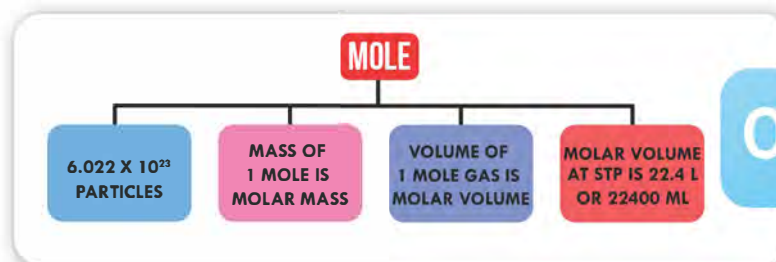 MOLE
6.022 X 10²³
PARTICLES
MASS OF
1 MOLE IS
MOLAR MASS
VOLUME OF
1 MOLE GAS IS
MOLAR VOLUME
MOLAR VOLUME
AT STP IS 22.4 L
OR 22400 ML